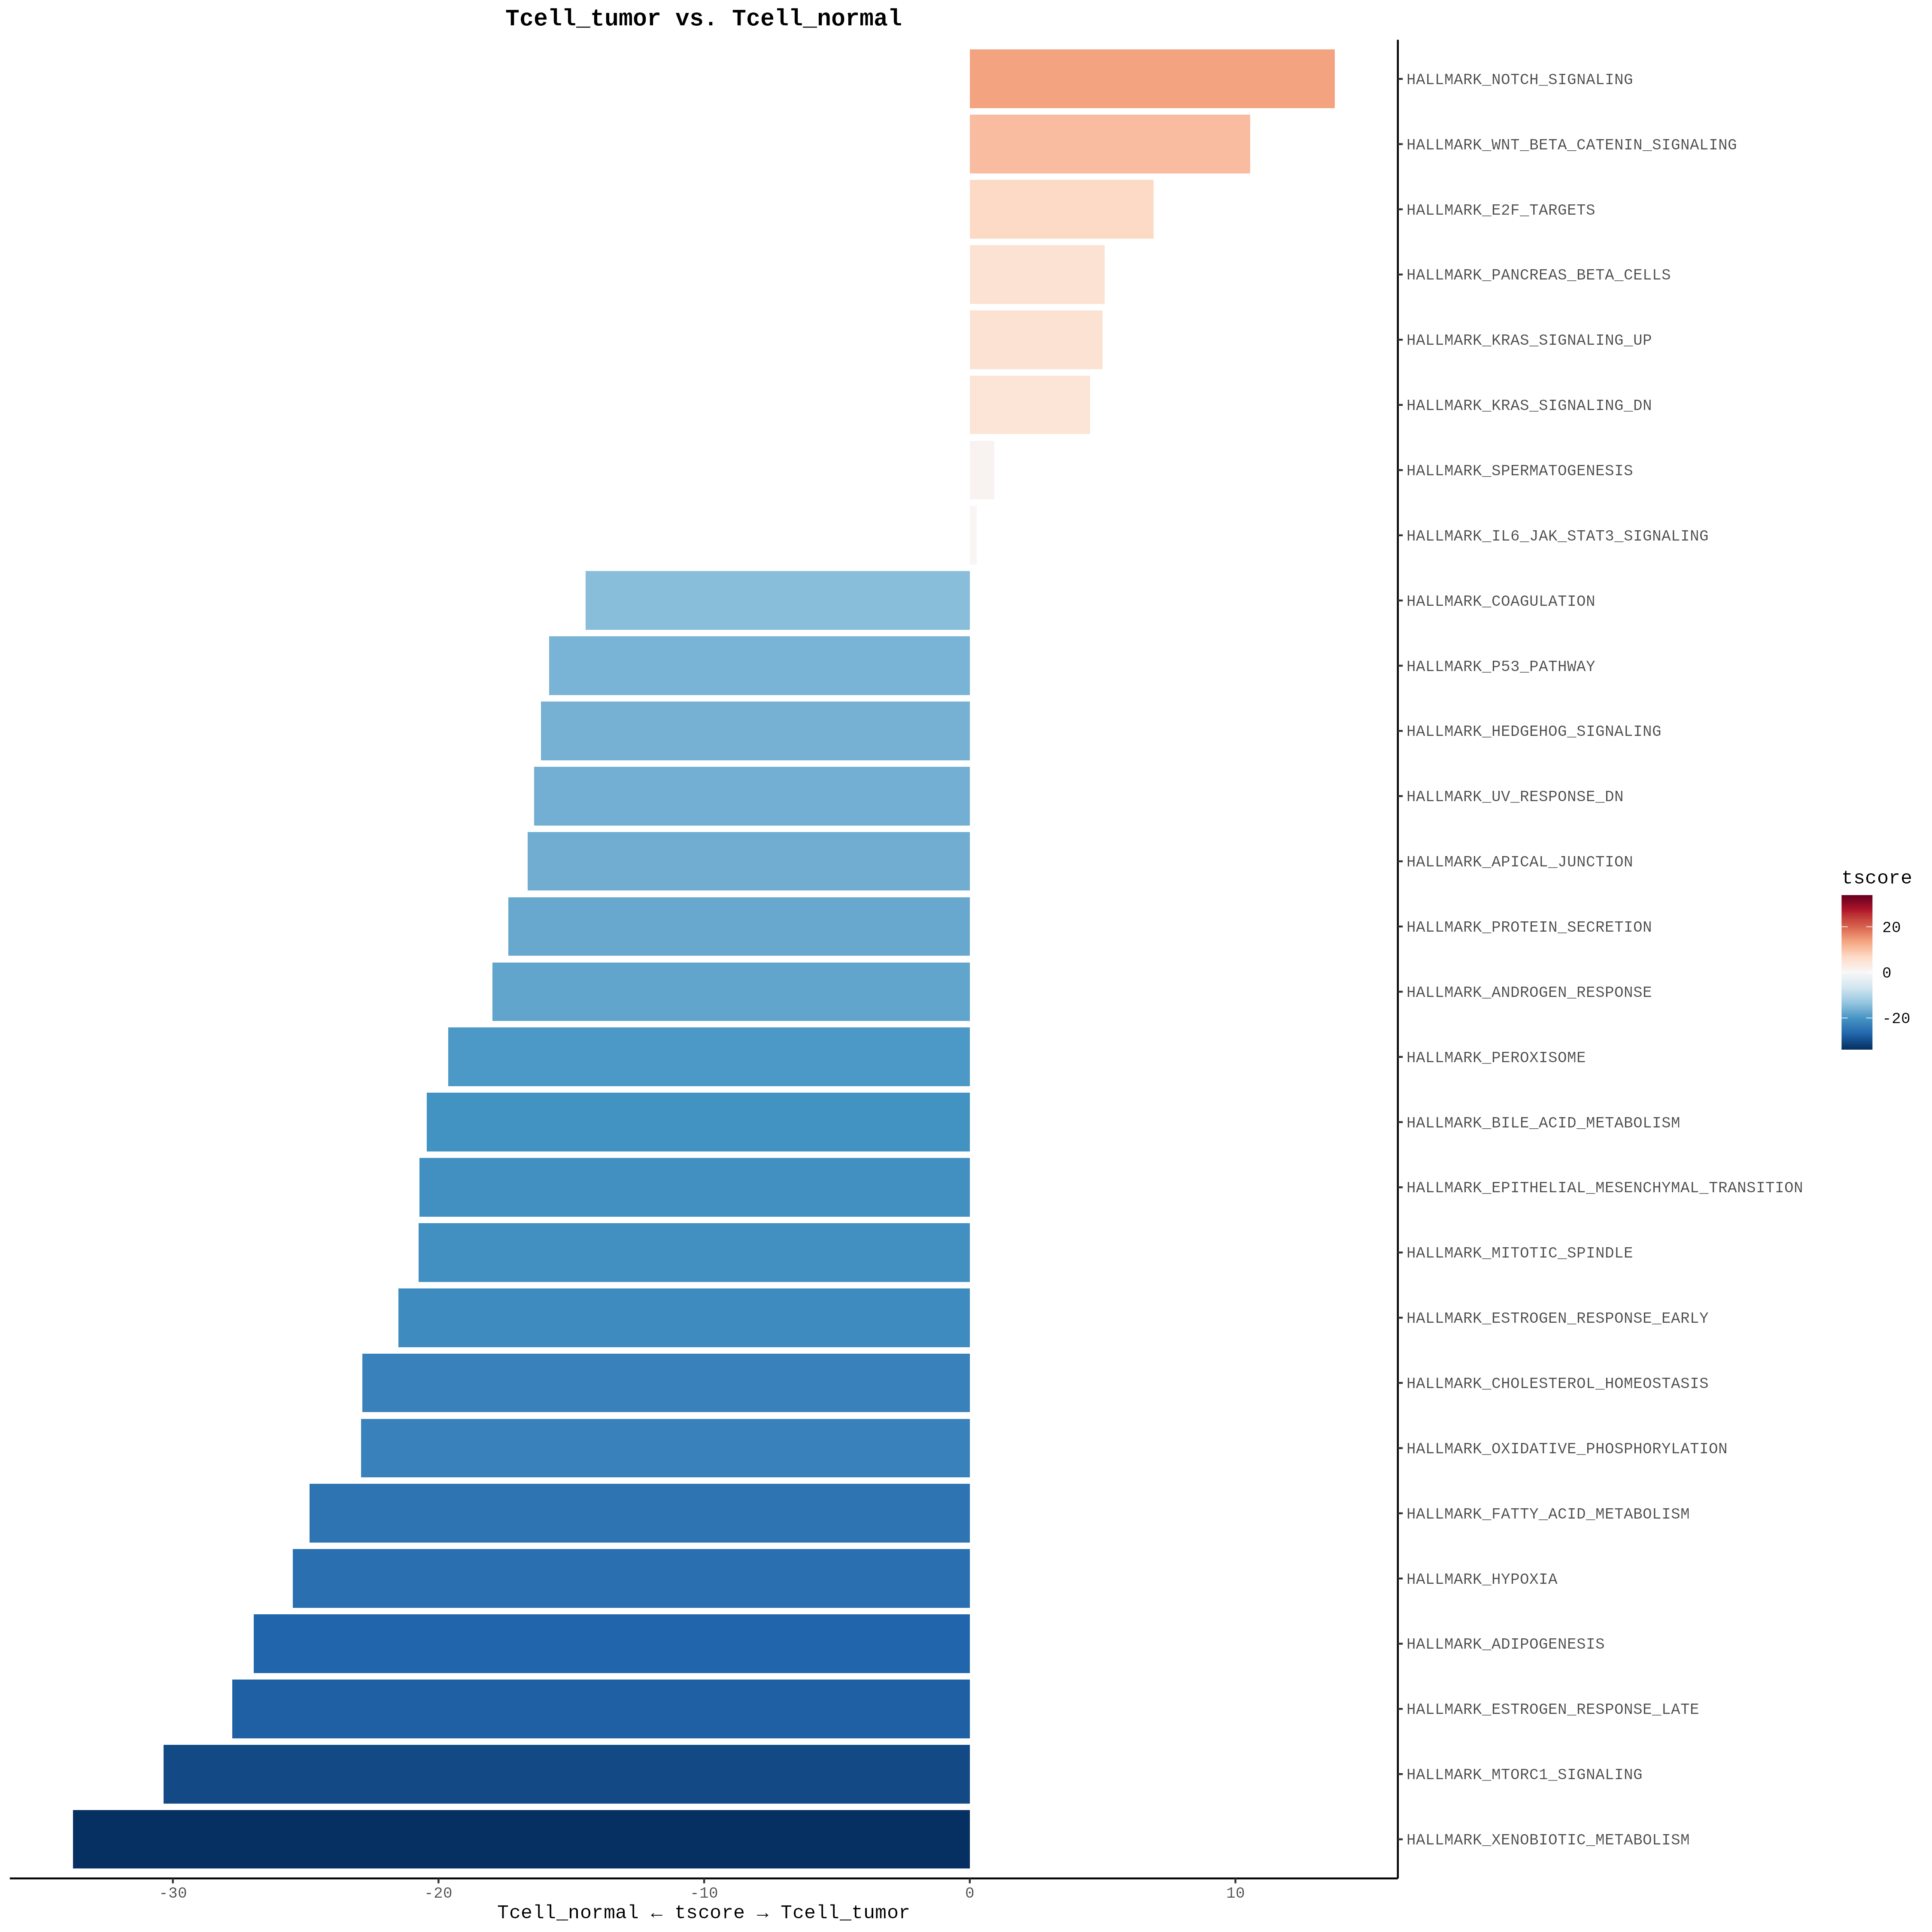 Tcell_tumor vs. Tcell_normal
HALLMARK_NOTCH_SIGNALING
HALLMARK_WNT_BETA_CATENIN_SIGNALING
HALLMARK_E2F_TARGETS
HALLMARK_PANCREAS_BETA_CELLS
HALLMARK_KRAS_SIGNALING_UP
HALLMARK_KRAS_SIGNALING_DN
HALLMARK_SPERMATOGENESIS
HALLMARK_IL6_JAK_STAT3_SIGNALING
HALLMARK_COAGULATION
HALLMARK_P53_PATHWAY
HALLMARK_HEDGEHOG_SIGNALING
HALLMARK_UV_RESPONSE_DN
HALLMARK_APICAL_JUNCTION
HALLMARK_PROTEIN_SECRETION
HALLMARK_ANDROGEN_RESPONSE
HALLMARK_PEROXISOME
HALLMARK_BILE_ACID_METABOLISM
HALLMARK_EPITHELIAL_MESENCHYMAL_TRANSITION
HALLMARK_MITOTIC_SPINDLE
HALLMARK_ESTROGEN_RESPONSE_EARLY
HALLMARK_CHOLESTEROL_HOMEOSTASIS
HALLMARK_OXIDATIVE_PHOSPHORYLATION
HALLMARK_FATTY_ACID_METABOLISM
HALLMARK_HYPOXIA
HALLMARK_ADIPOGENESIS
HALLMARK_ESTROGEN_RESPONSE_LATE
HALLMARK_MTORC1_SIGNALING
HALLMARK_XENOBIOTIC_METABOLISM
-30 -20 -10 0 10
Tcell_normal ← tscore → Tcell_tumor
tscore
20
0
-20